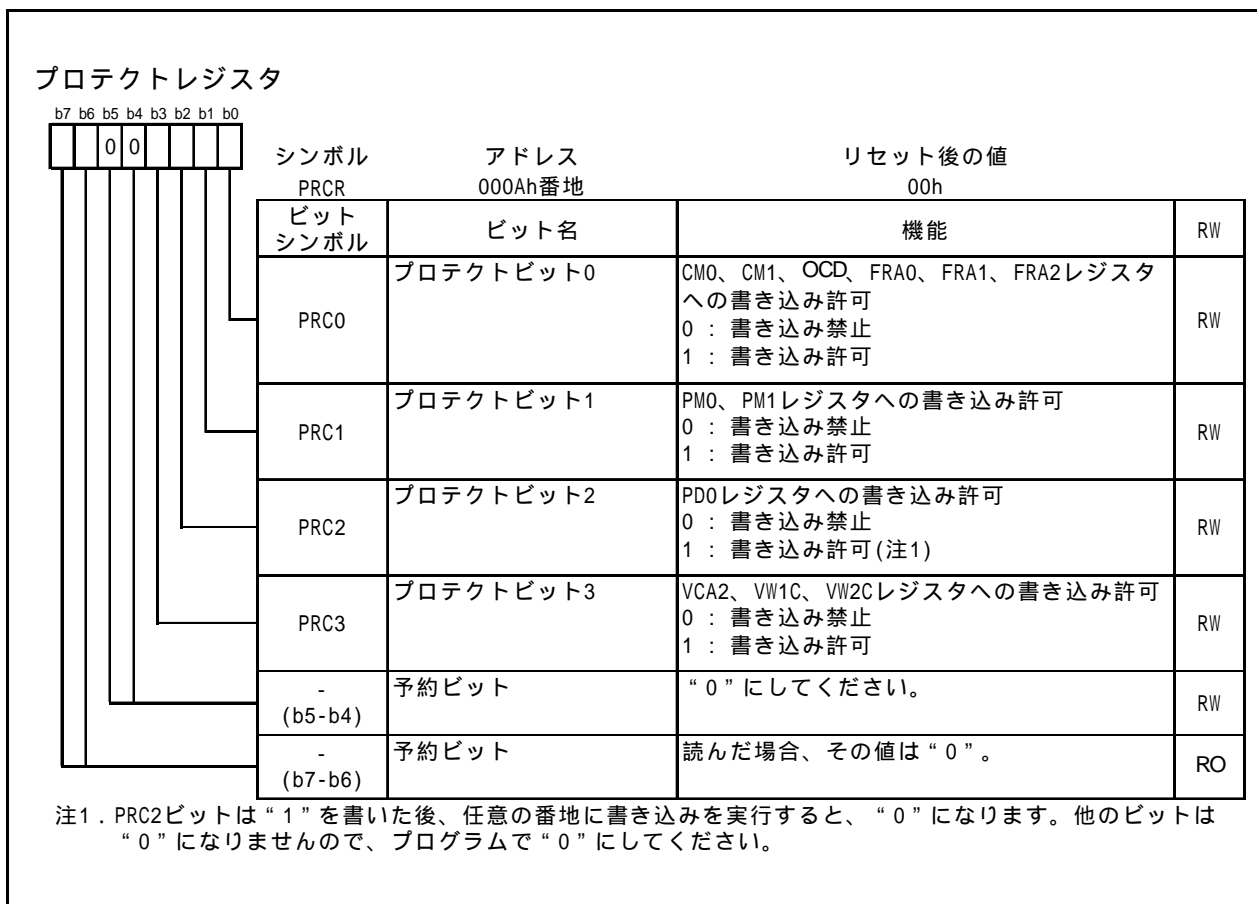 プロテクトレジスタ
b7 b6 b5 b4 b3 b2 b1 b0
0 0
シンボル アドレス リセット後の値
PRCR 000Ah番地 00h
ビット
シンボル ビット名 機能 RW
PRC0 プロテクトビット0 CM0、CM1、OCD、FRA0、FRA1、FRA2レジスタ
への書き込み許可
0 : 書き込み禁止
1 : 書き込み許可 RW
PRC1 プロテクトビット1 PM0、PM1レジスタへの書き込み許可
0 : 書き込み禁止
1 : 書き込み許可 RW
PRC2 プロテクトビット2 PD0レジスタへの書き込み許可
0 : 書き込み禁止
1 : 書き込み許可(注1) RW
PRC3 プロテクトビット3 VCA2、VW1C、VW2Cレジスタへの書き込み許可
0 : 書き込み禁止
1 : 書き込み許可 RW
-
(b5-b4) 予約ビット “0”にしてください。 RW
-
(b7-b6) 予約ビット 読んだ場合、その値は“0”。 RO
注1．PRC2ビットは“1”を書いた後、任意の番地に書き込みを実行すると、“0”になります。他のビットは
“0”になりませんので、プログラムで“0”にしてください。